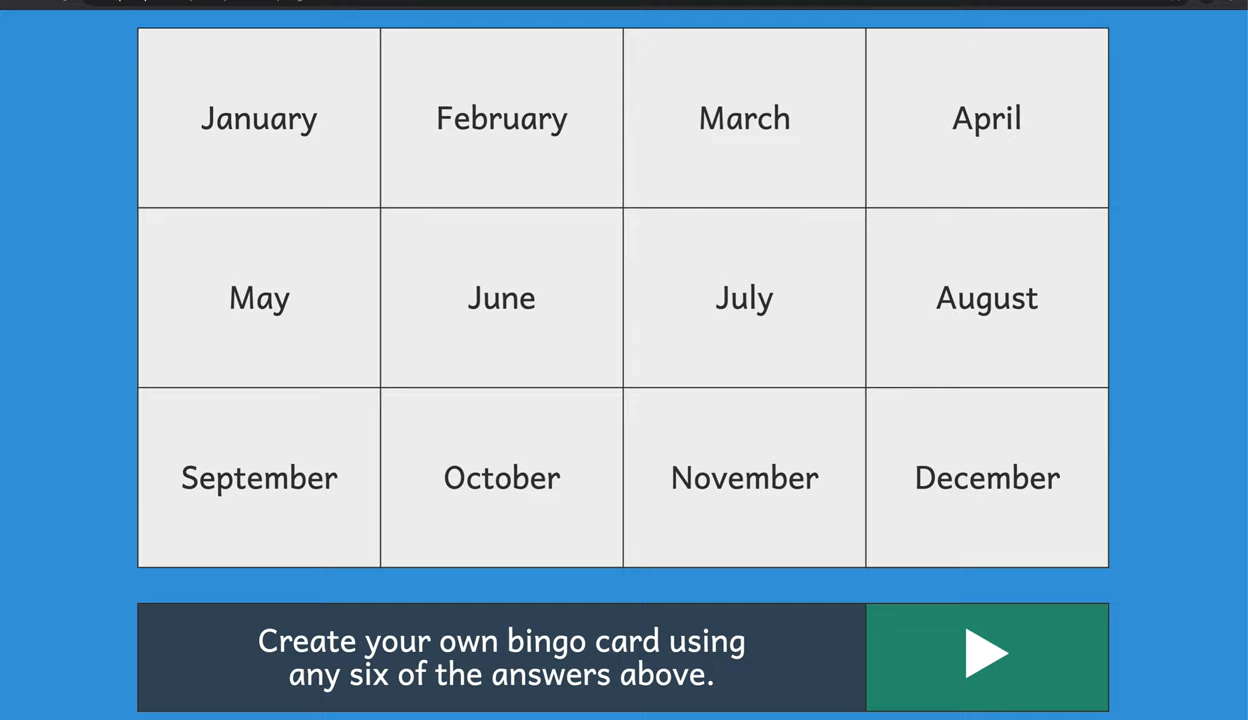 January
February
March
April
May
June
July
August
September
October
November
December
Create your own bingo card using
any six of the answers above.